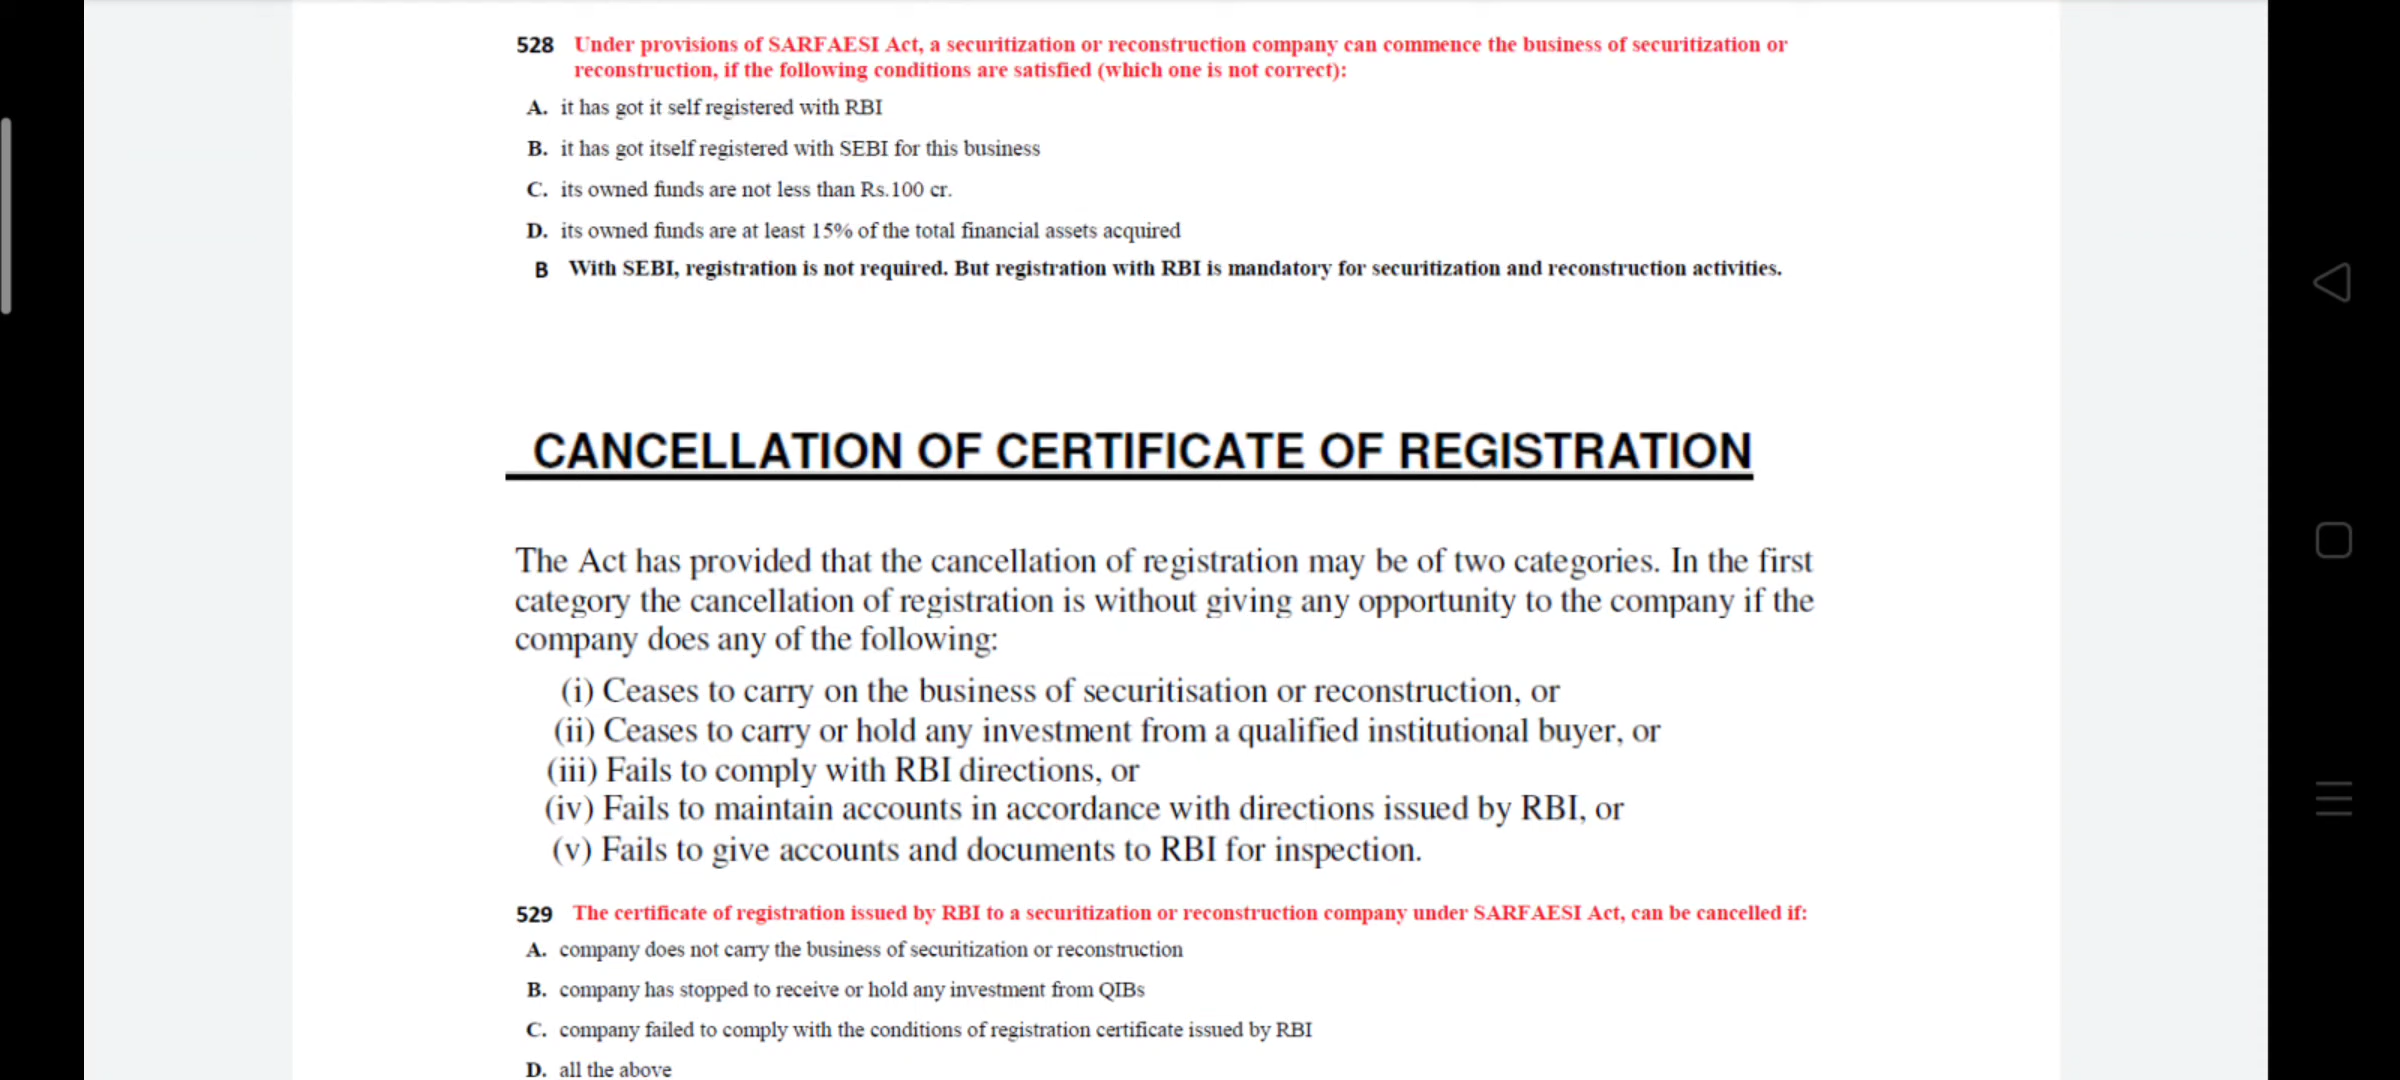 528 Under provisions of SARFAESI Act, a securitization or reconstruction company can commence the business of securitization or
reconstruction, if the following conditions are satisfied (which one is not correct):
A. it has got it self registered with RBI
B. it has got itself registered with SEBI for this business
C. its owned funds are not less than Rs.100 cr.
D. its owned funds are at least 15% of the total financial assets acquired
B With SEBI, registration is not required. But registration with RBI is mandatory for securitization and reconstruction activities.
CANCELLATION OF CERTIFICATE OF REGISTRATION
The Act has provided that the cancellation of registration may be of two categories. In the first
category the cancellation of registration is without giving any opportunity to the company if the
company does any of the following:
(i) Ceases to carry on the business of securitisation or reconstruction, or
(ii) Ceases to carry or hold any investment from a qualified institutional buyer, or
(iii) Fails to comply with RBI directions, or
(iv) Fails to maintain accounts in accordance with directions issued by RBI, or
(v) Fails to give accounts and documents to RBI for inspection.
529 The certificate of registration issued by RBI to a securitization or reconstruction company under SARFAESI Act, can be cancelled if:
A. company does not carry the business of securitization or reconstruction
B. company has stopped to receive or hold any investment from QIBs
C. company failed to comply with the conditions of registration certificate issued by RBI
D. all the above